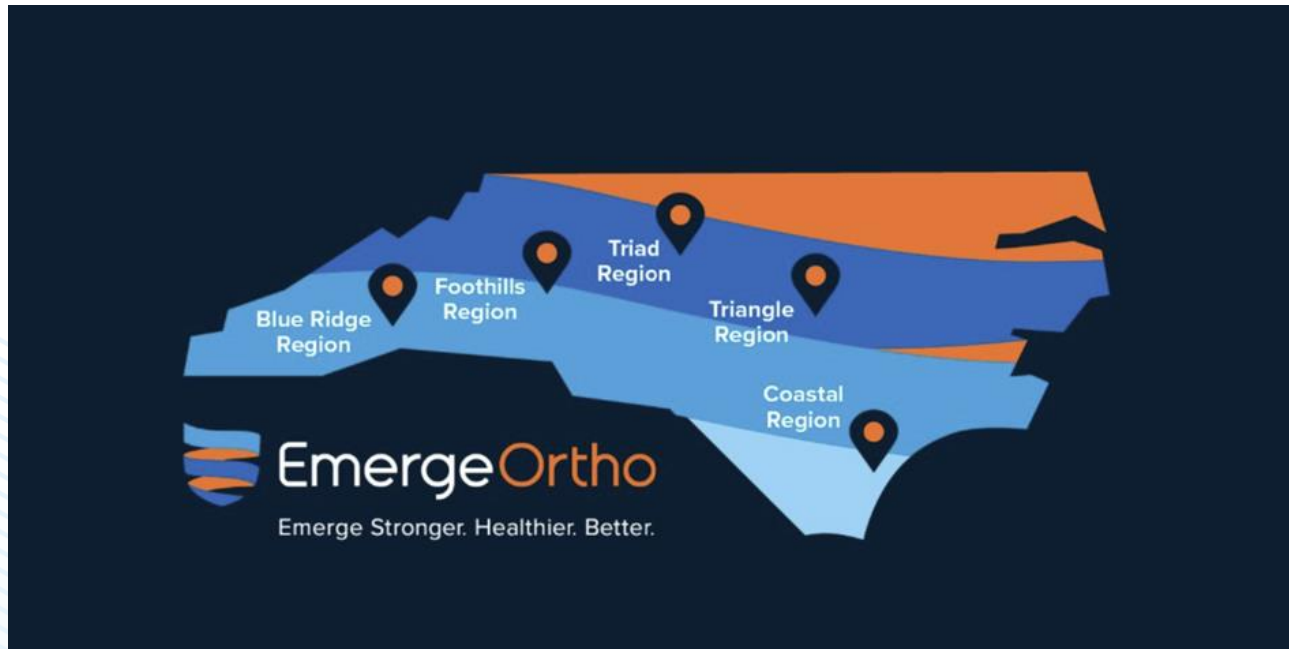 Triad
Region
Foothills
Region
Blue Ridge
Region
Triangle
Region
Coastal
Region
EmergeOrtho
Emerge Stronger. Healthier. Better.